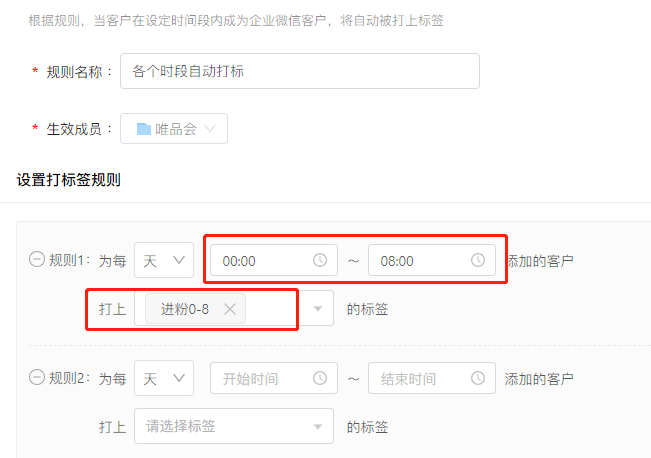 根据规则，当客户在设定时间段内成为企业微信客户，将自动被打上标签
* 规则名称： 各个时段自动打标
* 生效成员： 唯品会
设置打标签规则
规则1： 为每 天 00:00 ～ 08:00 添加的客户
打上 进粉0-8 的标签
规则2： 为每 天 开始时间 ～ 结束时间 添加的客户
打上 请选择标签 的标签